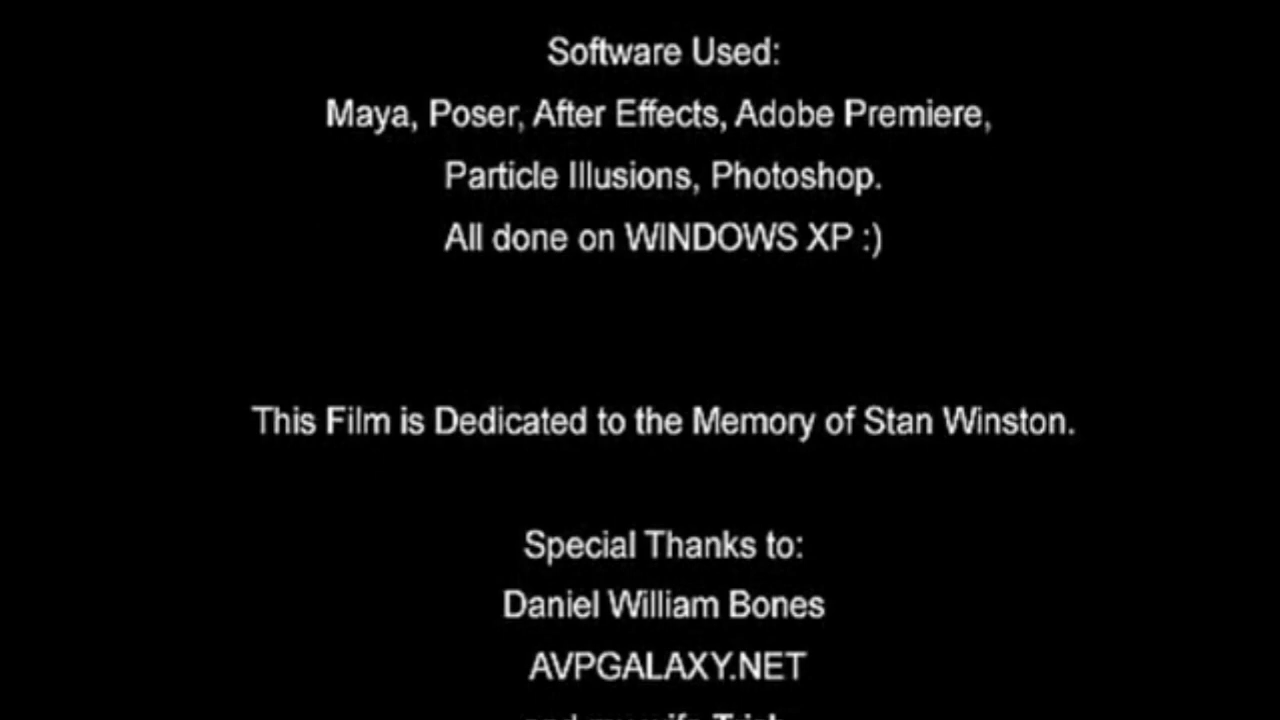 Software Used:
Maya, Poser, After Effects, Adobe Premiere,
Particle Illusions, Photoshop.
All done on WINDOWS XP :)
This Film is Dedicated to the Memory of Stan Winston.
Special Thanks to:
Daniel William Bones
AVPGALAXY.NET